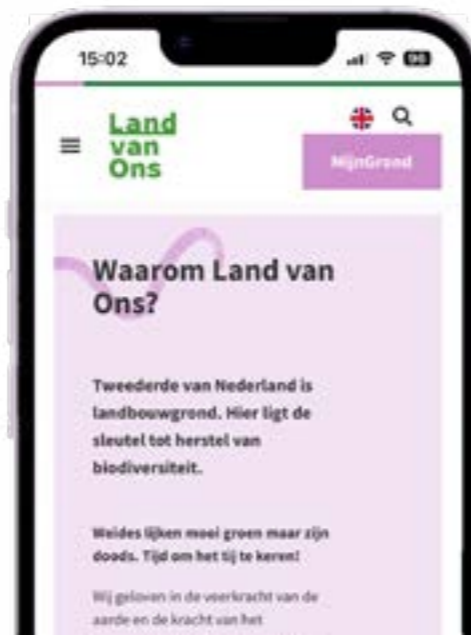 15:02
Land
van
Ons
MijnGrond
Waarom Land van
Ons?
Tweederde van Nederland is
landbouwgrond. Hier ligt de
sleutel tot herstel van
biodiversiteit.
Weides lijken mooi groen maar zijn
doods. Tijd om het tij te keren!
Wij geloven in de veerkracht van de
aarde en de kracht van het